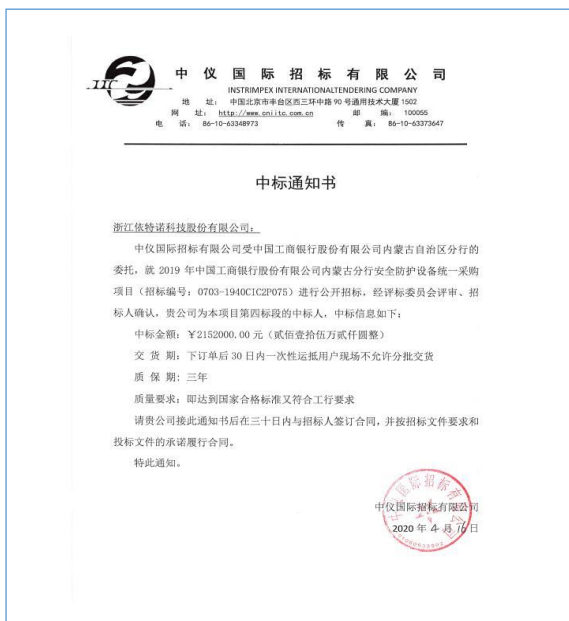 IIC
中仪国际招标有限公司
INSTRIMPEX INTERNATIONALTENDERING COMPANY
地 址: 中国北京市丰台区西三环中路 90 号通用技术大厦 1502
网 址: http://www.cniitc.com.cn 邮 编: 100055
电 话: 86-10-63348973 传 真: 86-10-63373647
中标通知书
浙江依特诺科技股份有限公司:
中仪国际招标有限公司受中国工商银行股份有限公司内蒙古自治区分行的
委托,就 2019 年中国工商银行股份有限公司内蒙古分行安全防护设备统一采购
项目(招标编号:0703-1940CIC2P075)进行公开招标,经评标委员会评审、招
标人确认,贵公司为本项目第四标段的中标人,中标信息如下:
中标金额:¥2152000.00 元(贰佰壹拾伍万贰仟圆整)
交 货 期:下订单后 30 日内一次性运抵用户现场不允许分批交货
质 保 期:三年
质量要求:即达到国家合格标准又符合工行要求
请贵公司接此通知书后在三十日内与招标人签订合同,并按招标文件要求和
投标文件的承诺履行合同。
特此通知。
中仪国际招标有限公司
2020 年 4 月 16 日
中仪国际招标有限公司